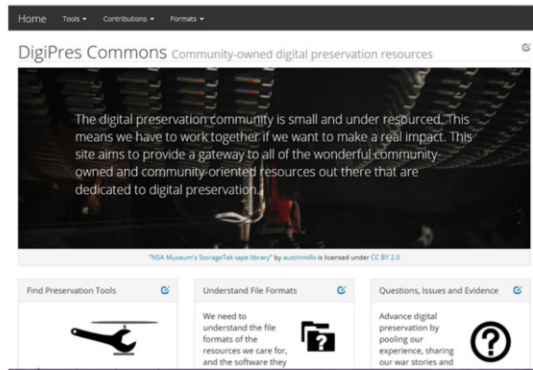 Home Tools Contributions Formats
DigiPres Commons Community-owned digital preservation resources
The digital preservation community is small and under resourced. This
means we have to work together if we want to make a real impact. This
site aims to provide a gateway to all of the wonderful community-
owned and community-oriented resources out there that are
dedicated to digital preservation.
"NSA Museum's StorageTek tape library" by austinmills is licensed under CC BY 2.0
Find Preservation Tools
Understand File Formats
We need to
understand the file
formats of the
resources we care for,
and the software they
Questions, Issues and Evidence
Advance digital
preservation by
pooling our
experience, sharing
our war stories and